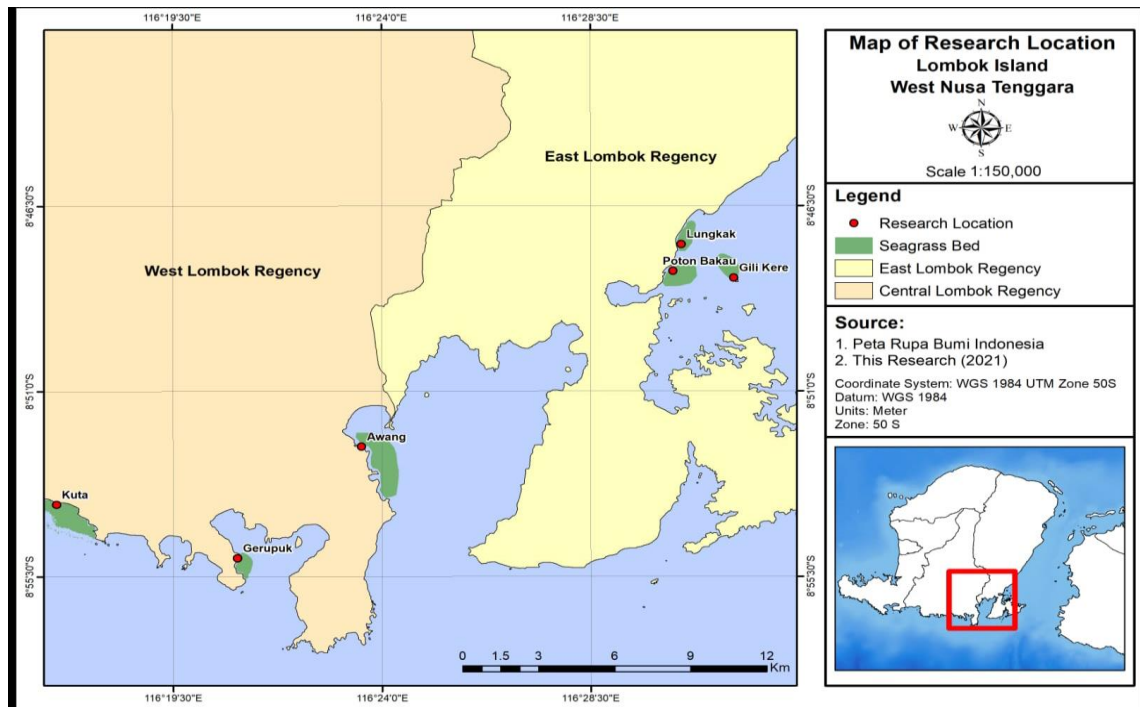 116°19'30"E 116°24'0"E 116°28'30"E
8°46'30"S 8°46'30"S
8°51'0"S 8°51'0"S
8°55'30"S 8°55'30"S
East Lombok Regency
West Lombok Regency
Lungkak
Poton Bakau
Gili Kere
Awang
Kuta
Gerupuk
0 1.5 3 6 9 12
Km
116°19'30"E 116°24'0"E 116°28'30"E
Map of Research Location
Lombok Island
West Nusa Tenggara
N
W E
S
Scale 1:150,000
Legend
Research Location
Seagrass Bed
East Lombok Regency
Central Lombok Regency
Source:
1. Peta Rupa Bumi Indonesia
2. This Research (2021)
Coordinate System: WGS 1984 UTM Zone 50S
Datum: WGS 1984
Units: Meter
Zone: 50 S